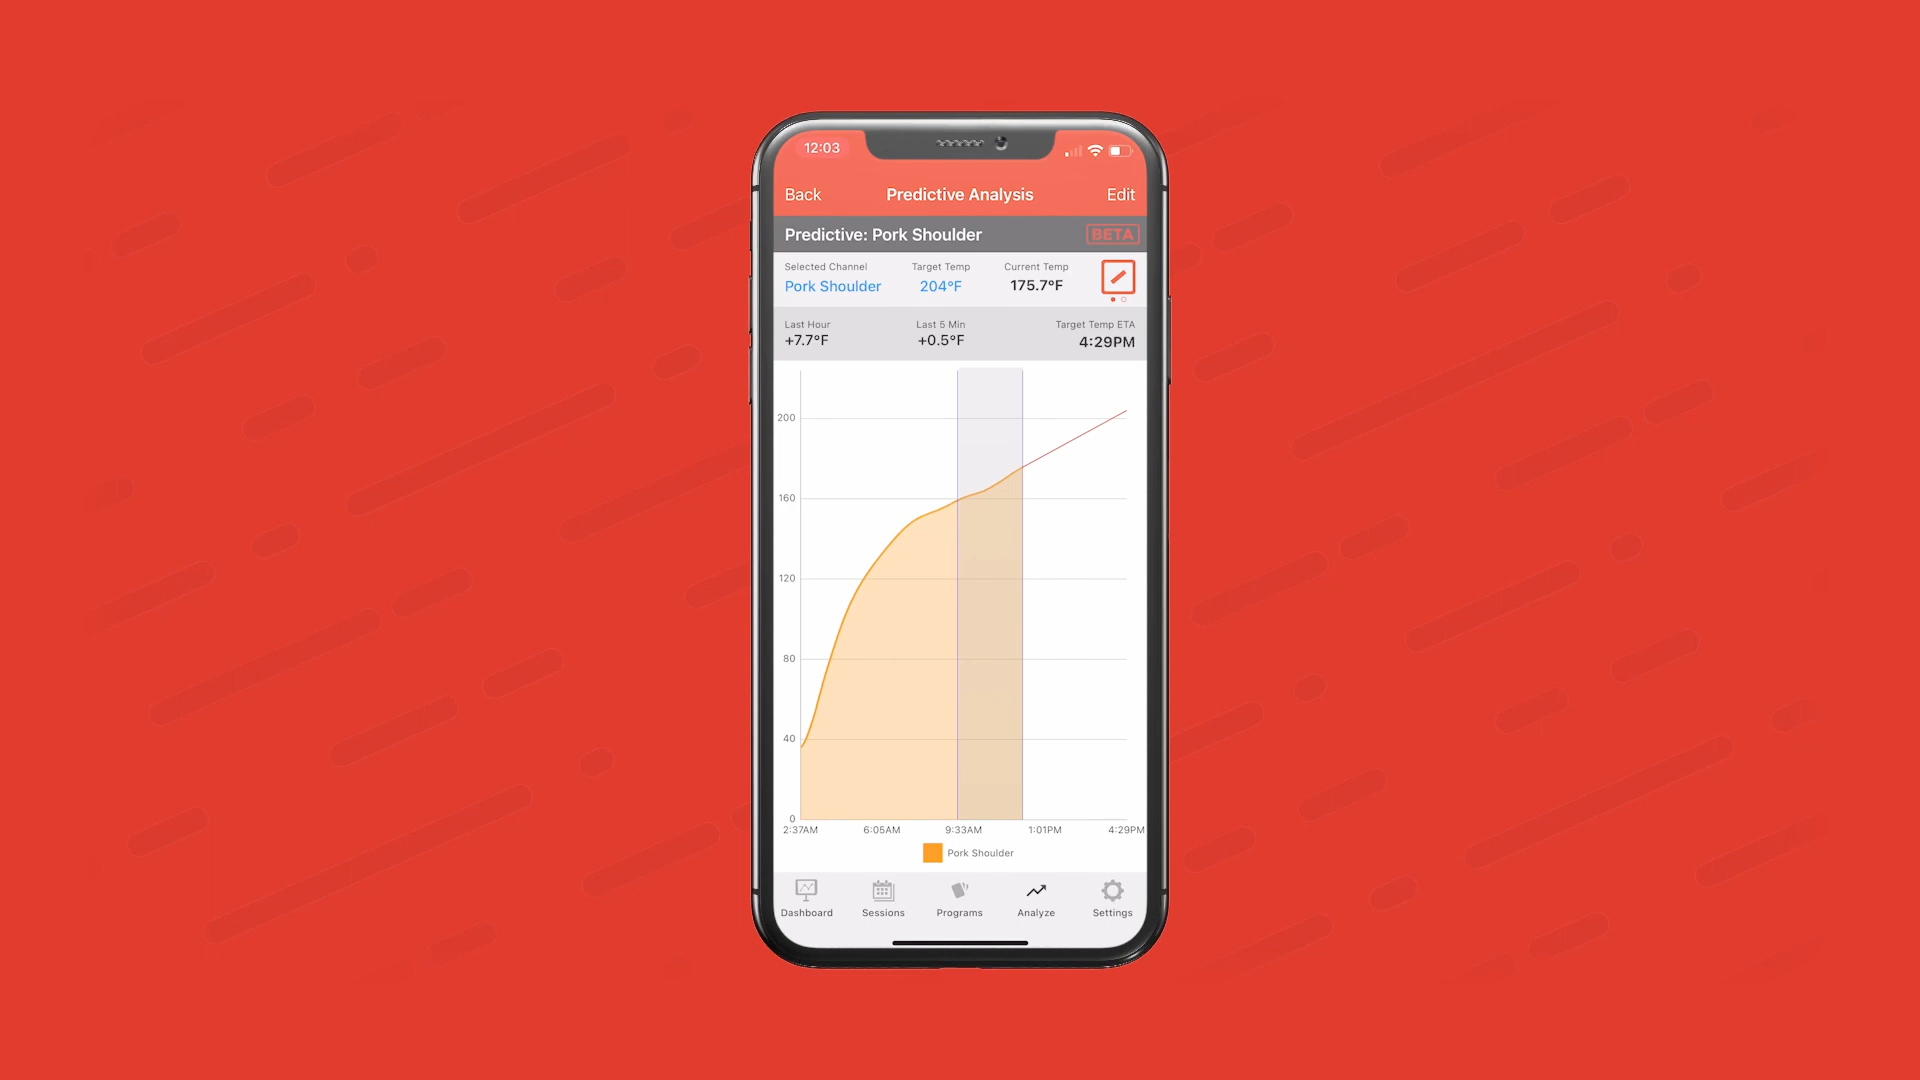 12:03
Back Predictive Analysis Edit
Predictive: Pork Shoulder BETA
Selected Channel Target Temp Current Temp
Pork Shoulder 204°F 175.7°F
Last Hour Last 5 Min Target Temp ETA
+7.7°F +0.5°F 4:29PM
200
160
120
80
40
0
2:37AM 6:05AM 9:33AM 1:01PM 4:29PM
Pork Shoulder
Dashboard Sessions Programs Analyze Settings